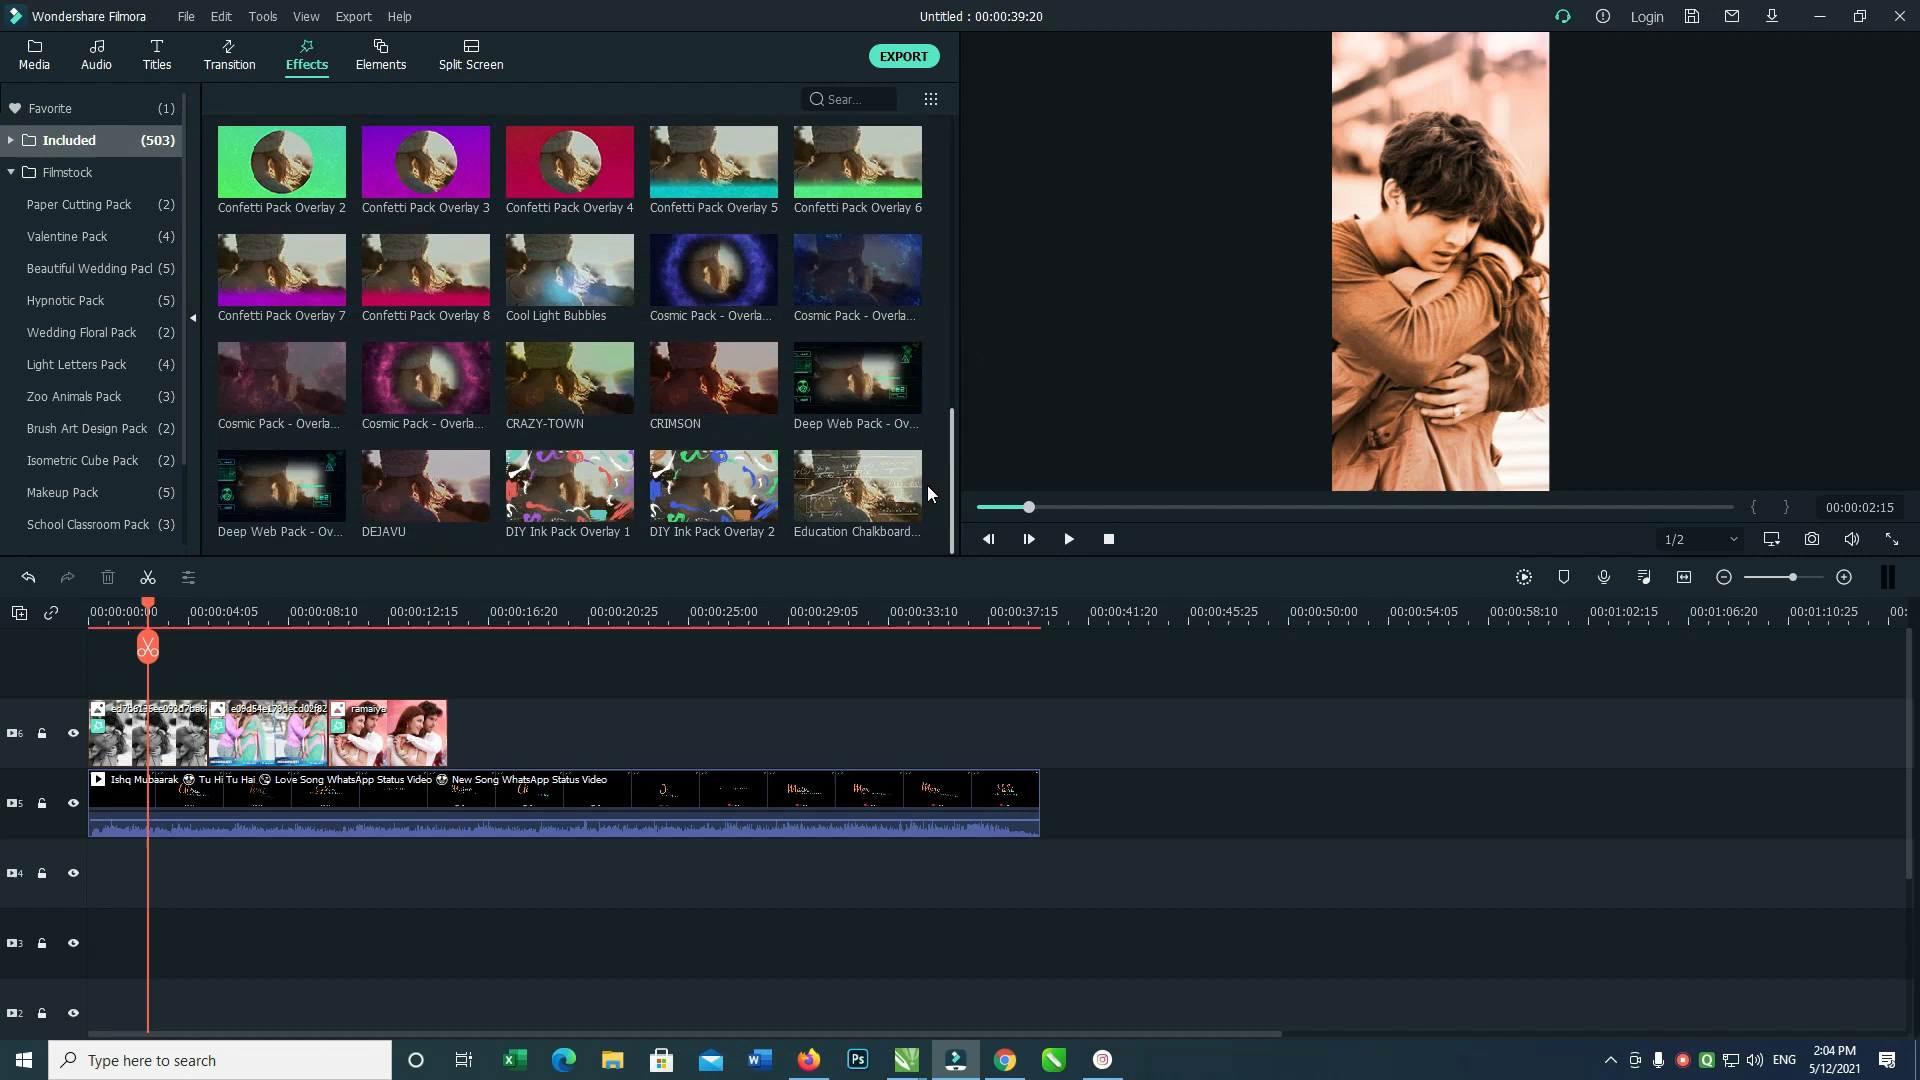 Wondershare Filmora File Edit Tools View Export Help Untitled : 00:00:39:20 Login
Media Audio Titles Transition Effects Elements Split Screen EXPORT
Sear...
Favorite (1)
Included (503)
Filmstock
Paper Cutting Pack (2)
Valentine Pack (4)
Beautiful Wedding Pacl (5)
Hypnotic Pack (5)
Wedding Floral Pack (2)
Light Letters Pack (4)
Zoo Animals Pack (3)
Brush Art Design Pack (2)
Isometric Cube Pack (2)
Makeup Pack (5)
School Classroom Pack (3)
Confetti Pack Overlay 2 Confetti Pack Overlay 3 Confetti Pack Overlay 4 Confetti Pack Overlay 5 Confetti Pack Overlay 6
Confetti Pack Overlay 7 Confetti Pack Overlay 8 Cool Light Bubbles Cosmic Pack - Overla... Cosmic Pack - Overla...
Cosmic Pack - Overla... Cosmic Pack - Overla... CRAZY-TOWN CRIMSON Deep Web Pack - Ov...
Deep Web Pack - Ov... DEJAVU DIY Ink Pack Overlay 1 DIY Ink Pack Overlay 2 Education Chalkboard...
00:00:02:15
1/2
00:00:00:00 00:00:04:05 00:00:08:10 00:00:12:15 00:00:16:20 00:00:20:25 00:00:25:00 00:00:29:05 00:00:33:10 00:00:37:15 00:00:41:20 00:00:45:25 00:00:50:00 00:00:54:05 00:00:58:10 00:01:02:15 00:01:06:20 00:01:10:25 00:
ramaiya
6
Ishq Mubaarak 😍 Tu Hi Tu Hai 😘 Love Song WhatsApp Status Video 😍 New Song WhatsApp Status Video
5
4
3
2
Type here to search
Ps
ENG
2:04 PM
5/12/2021